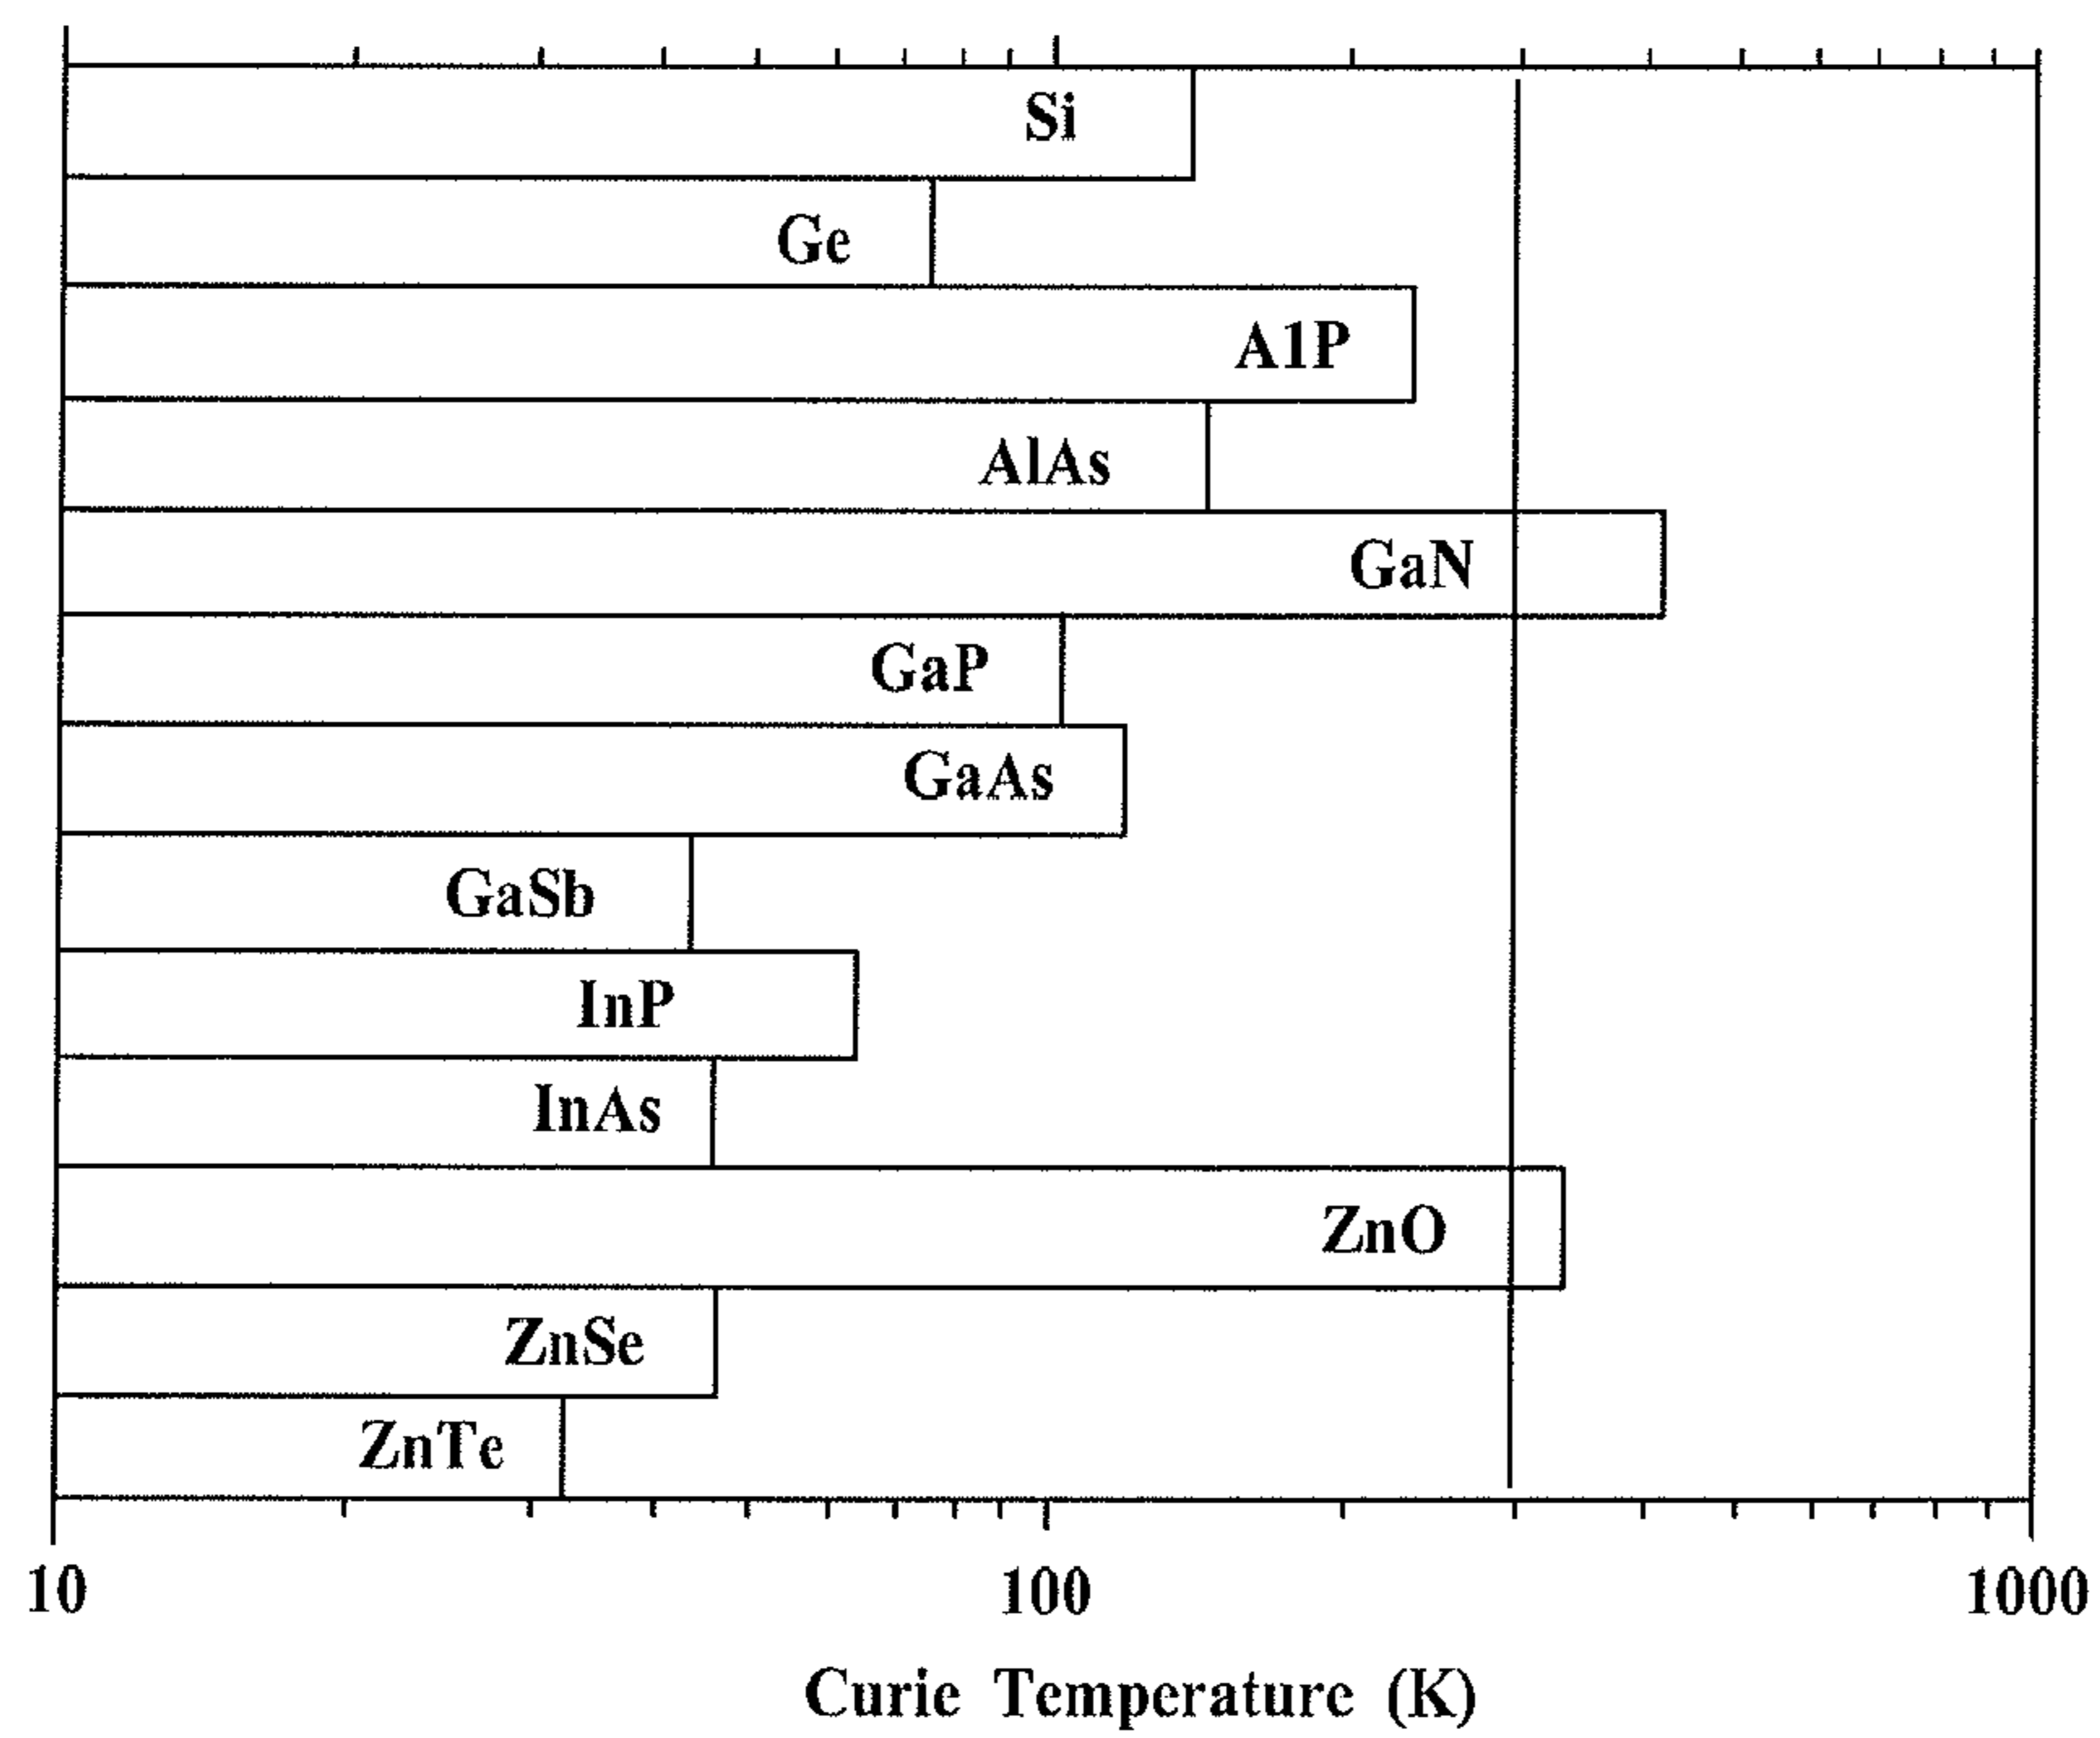 Si
Ge
A1P
AlAs
GaN
GaP
GaAs
GaSb
InP
InAs
ZnO
ZnSe
ZnTe
10 100 1000
Curie Temperature (K)